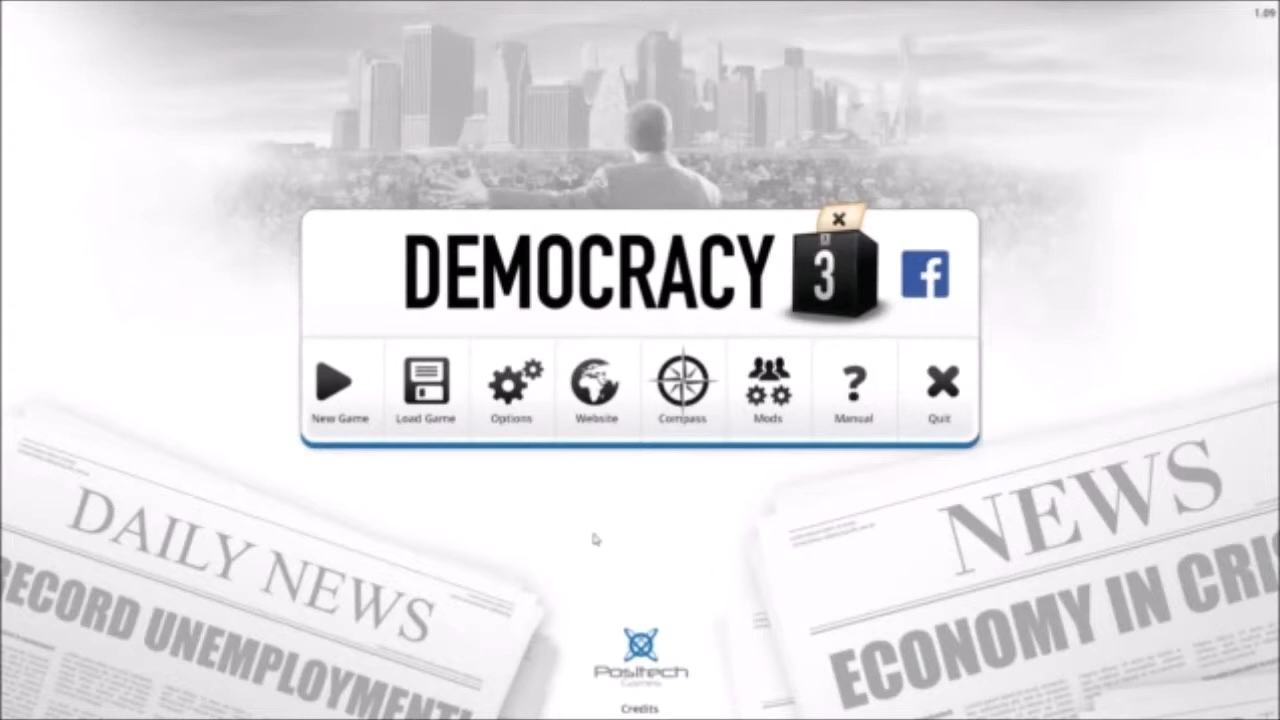 1.09
DEMOCRACY 3
New Game
Load Game
Options
Website
Compass
Mods
Manual
Quit
DAILY NEWS
RECORD UNEMPLOYMENT
NEWS
ECONOMY IN CRI
Positech
Games
Credits